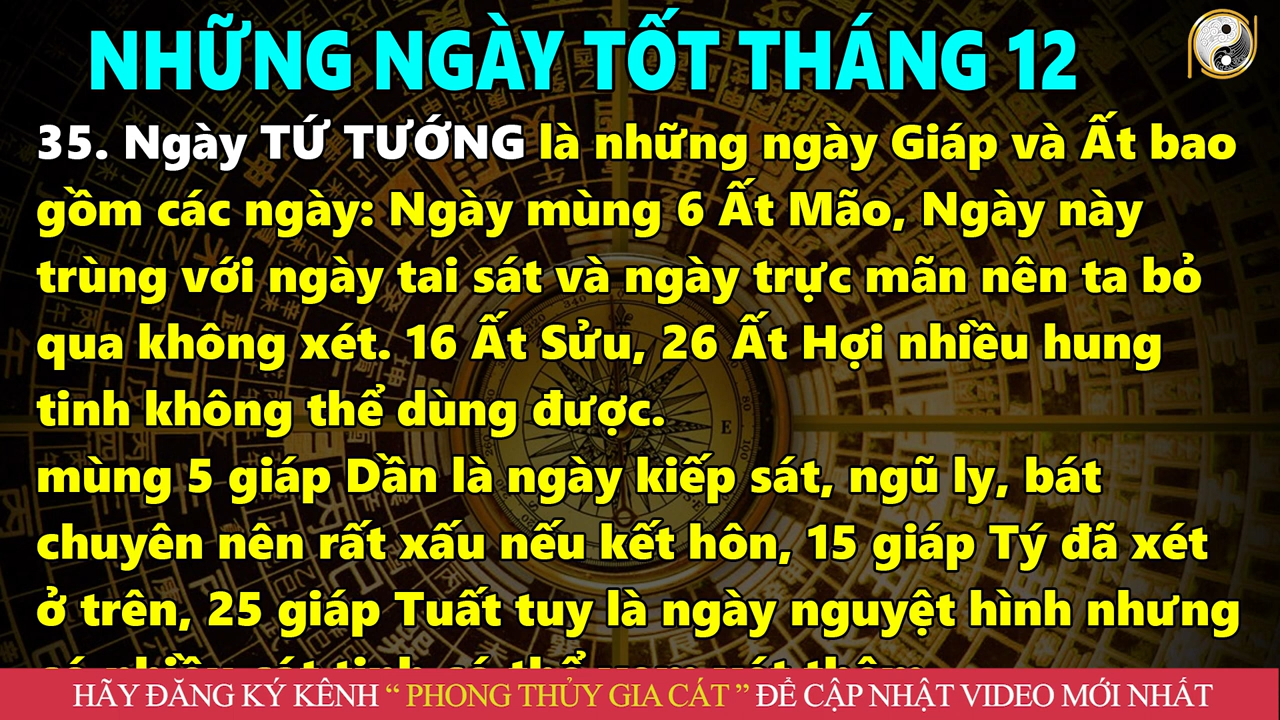 NHỮNG NGÀY TỐT THÁNG 12
35. Ngày TỨ TƯỚNG là những ngày Giáp và Ất bao
gồm các ngày: Ngày mùng 6 Ất Mão, Ngày này
trùng với ngày tai sát và ngày trực mãn nên ta bỏ
qua không xét. 16 Ất Sửu, 26 Ất Hợi nhiều hung
tinh không thể dùng được.
mùng 5 giáp Dần là ngày kiếp sát, ngũ ly, bát
chuyên nên rất xấu nếu kết hôn, 15 giáp Tý đã xét
ở trên, 25 giáp Tuất tuy là ngày nguyệt hình nhưng
HÃY ĐĂNG KÝ KÊNH “ PHONG THỦY GIA CÁT ” ĐỂ CẬP NHẬT VIDEO MỚI NHẤT